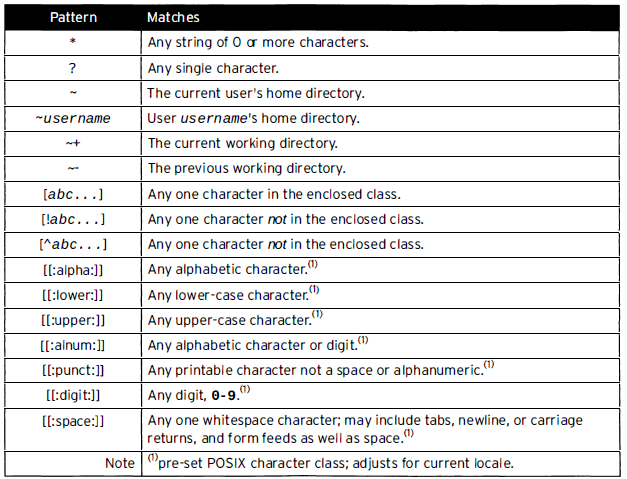 Pattern Matches
* Any string of 0 or more characters.
? Any single character.
~ The current user's home directory.
~username User username's home directory.
~+ The current working directory.
~- The previous working directory.
[abc...] Any one character in the enclosed class.
[!abc...] Any one character not in the enclosed class.
[^abc...] Any one character not in the enclosed class.
[[:alpha:]] Any alphabetic character.(1)
[[:lower:]] Any lower-case character.(1)
[[:upper:]] Any upper-case character.(1)
[[:alnum:]] Any alphabetic character or digit.(1)
[[:punct:]] Any printable character not a space or alphanumeric.(1)
[[:digit:]] Any digit, 0-9.(1)
[[:space:]] Any one whitespace character; may include tabs, newline, or carriage
returns, and form feeds as well as space.(1)
Note (1)pre-set POSIX character class; adjusts for current locale.